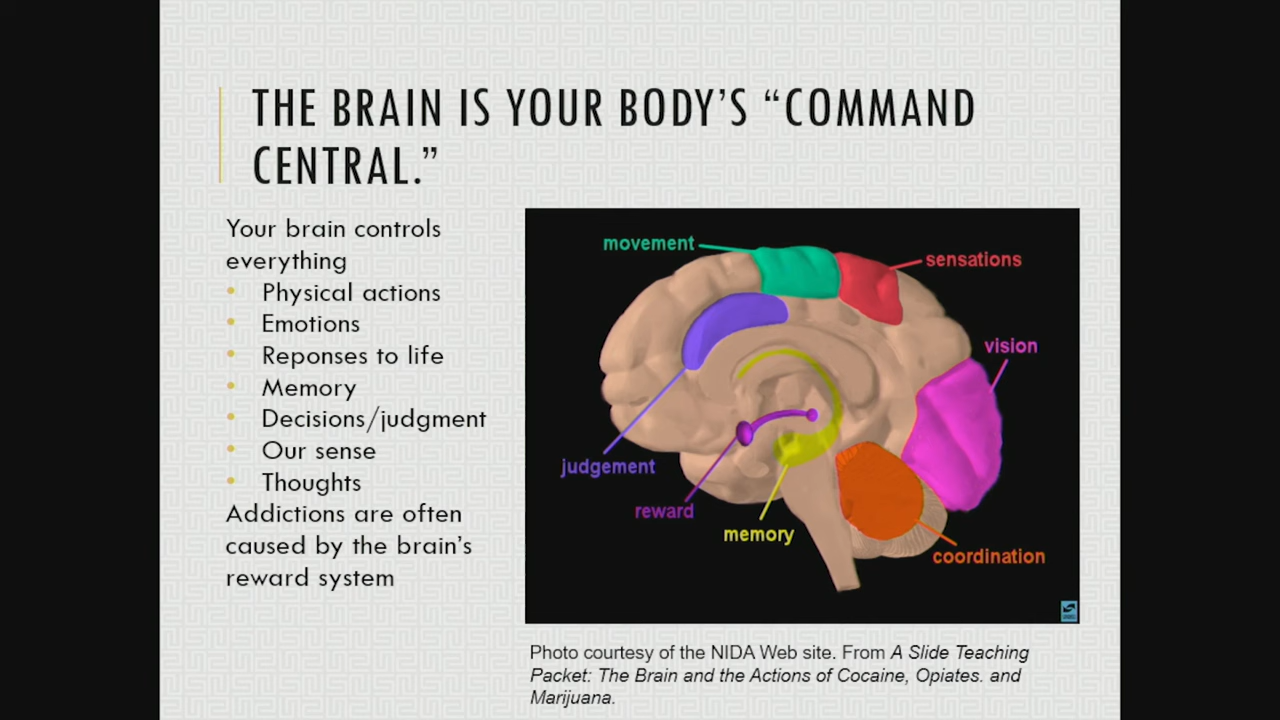 THE BRAIN IS YOUR BODY’S “COMMAND
CENTRAL.”
Your brain controls
everything
• Physical actions
• Emotions
• Reponses to life
• Memory
• Decisions/judgment
• Our sense
• Thoughts
Addictions are often
caused by the brain’s
reward system
movement
sensations
vision
judgement
reward
memory
coordination
Photo courtesy of the NIDA Web site. From A Slide Teaching
Packet: The Brain and the Actions of Cocaine, Opiates. and
Marijuana.